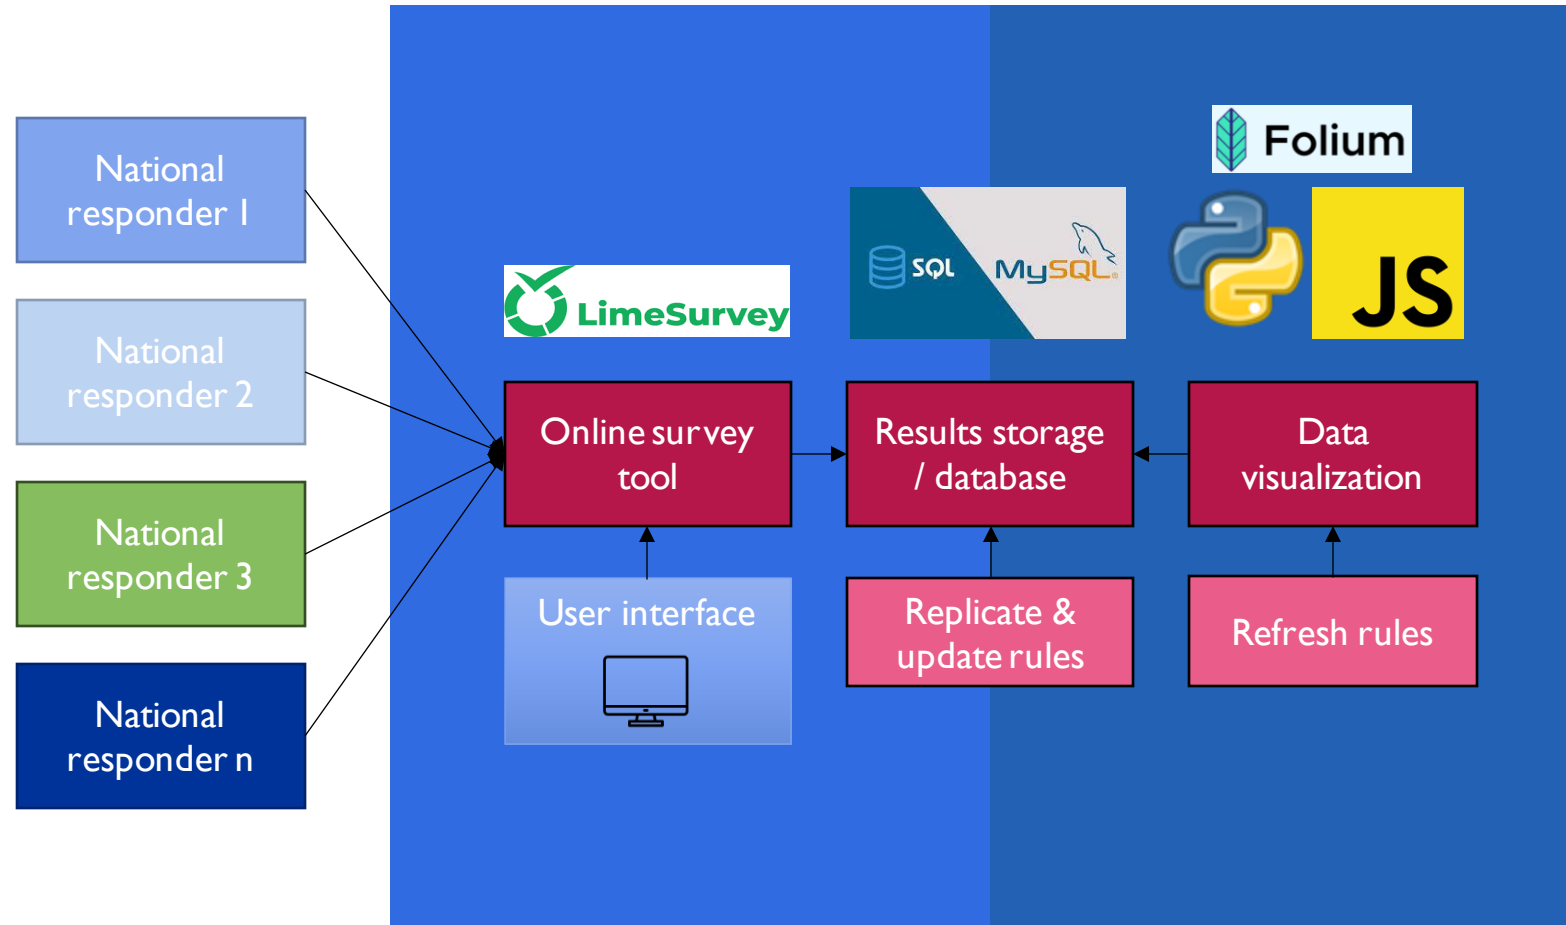 National
responder 1
National
responder 2
National
responder 3
National
responder n
LimeSurvey
SQL
MySQL®
Folium
JS
Online survey
tool
Results storage
/ database
Data
visualization
User interface
Replicate &
update rules
Refresh rules